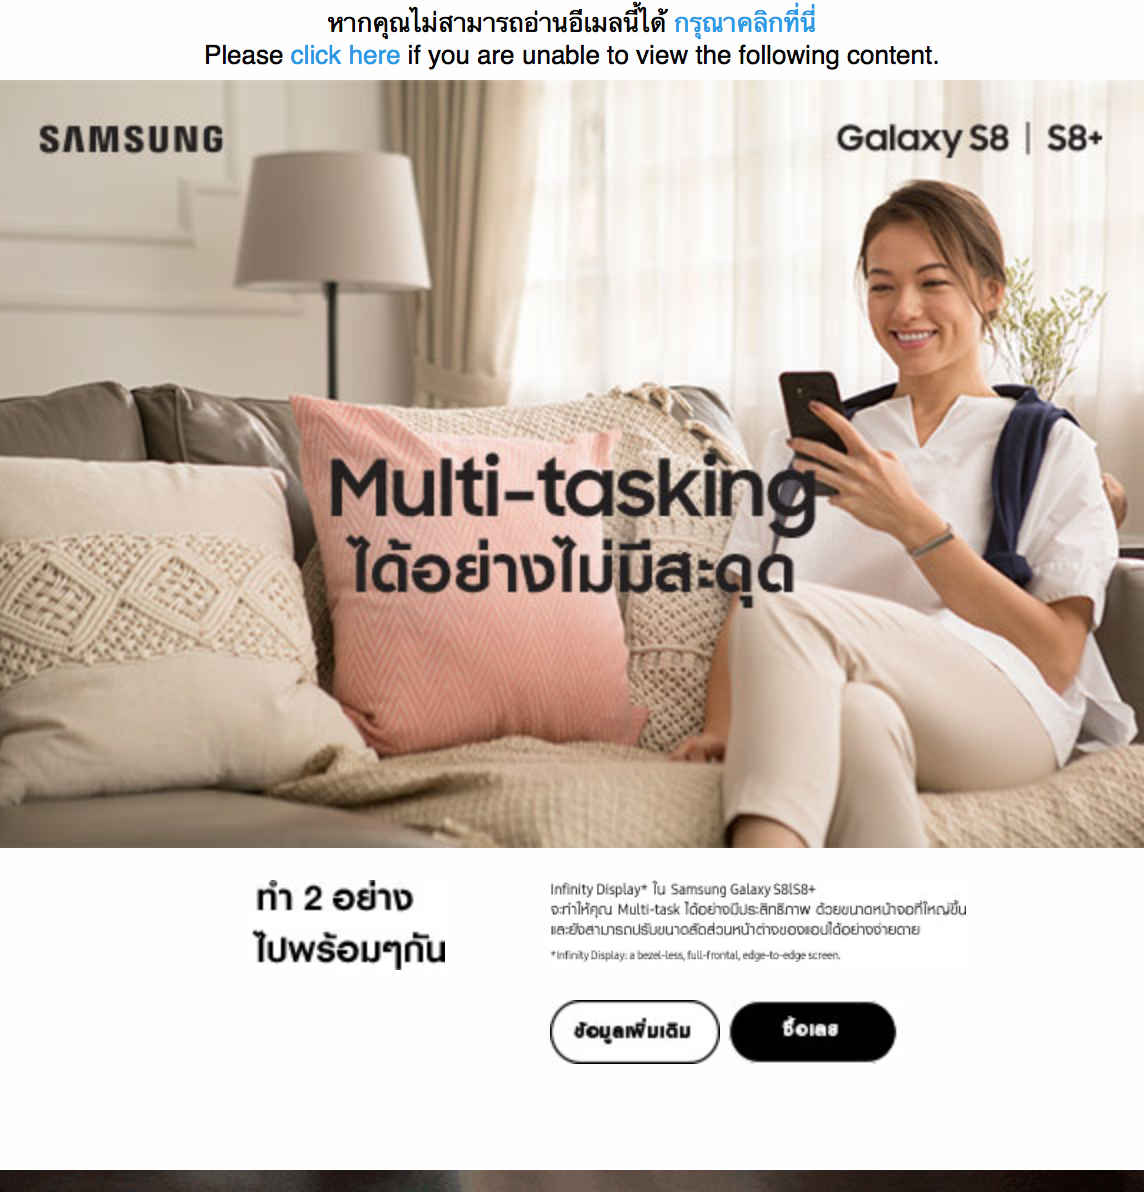 หากคุณไม่สามารถอ่านอีเมลนี้ได้ กรุณาคลิกที่นี่
Please click here if you are unable to view the following content.
SAMSUNG
Galaxy S8 | S8+
Multi-tasking
ได้อย่างไม่มีสะดุด
ทำ 2 อย่าง
ไปพร้อมๆกัน
Infinity Display* ใน Samsung Galaxy S8|S8+
จะทำให้คุณ Multi-task ได้อย่างมีประสิทธิภาพ ด้วยขนาดหน้าจอที่ใหญ่ขึ้น
และยังสามารถปรับขนาดสัดส่วนหน้าต่างของแอปได้อย่างง่ายดาย
*Infinity Display: a bezel-less, full-frontal, edge-to-edge screen.
ข้อมูลเพิ่มเติม
ซื้อเลย